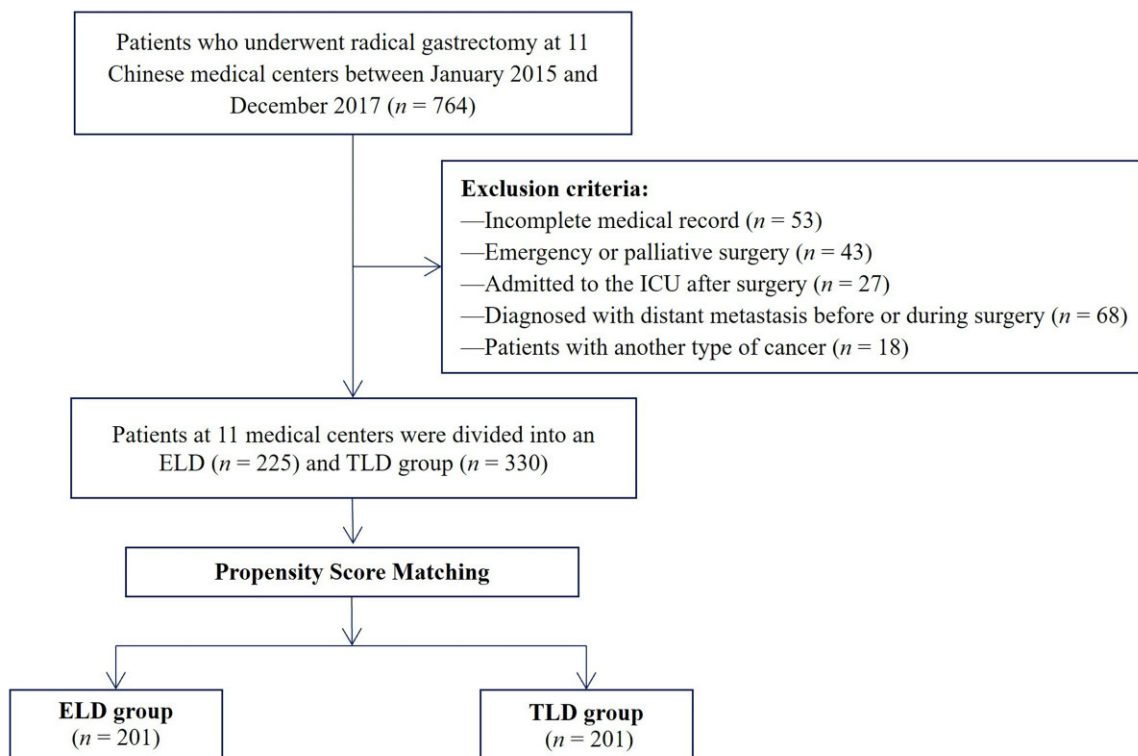 Patients who underwent radical gastrectomy at 11
Chinese medical centers between January 2015 and
December 2017 (n = 764)
Exclusion criteria:
—Incomplete medical record (n = 53)
—Emergency or palliative surgery (n = 43)
—Admitted to the ICU after surgery (n = 27)
—Diagnosed with distant metastasis before or during surgery (n = 68)
—Patients with another type of cancer (n = 18)
Patients at 11 medical centers were divided into an
ELD (n = 225) and TLD group (n = 330)
Propensity Score Matching
ELD group
(n = 201)
TLD group
(n = 201)